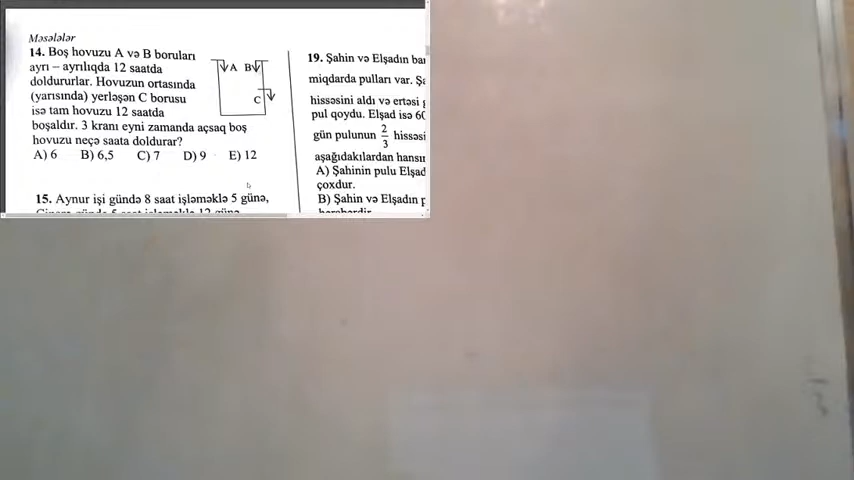 Məsələlər
14. Boş hovuzu A və B boruları
ayrı – ayrılıqda 12 saatda
doldururlar. Hovuzun ortasında
(yarısında) yerləşən C borusu
isə tam hovuzu 12 saatda
boşaldır. 3 kranı eyni zamanda açsaq boş
hovuzu neçə saata doldurar?
A) 6 B) 6,5 C) 7 D) 9 E) 12
A B
C
15. Aynur işi gündə 8 saat işləməklə 5 günə,
19. Şahin və Elşadın
miqdarda pulları var.
hissəsini aldı və ertəsi
pul qoydu. Elşad isə
gün pulunun 2/3 hissəsi
aşağıdakılardan
A) Şahinin pulu
çoxdur.
B) Şahin və Elşadın